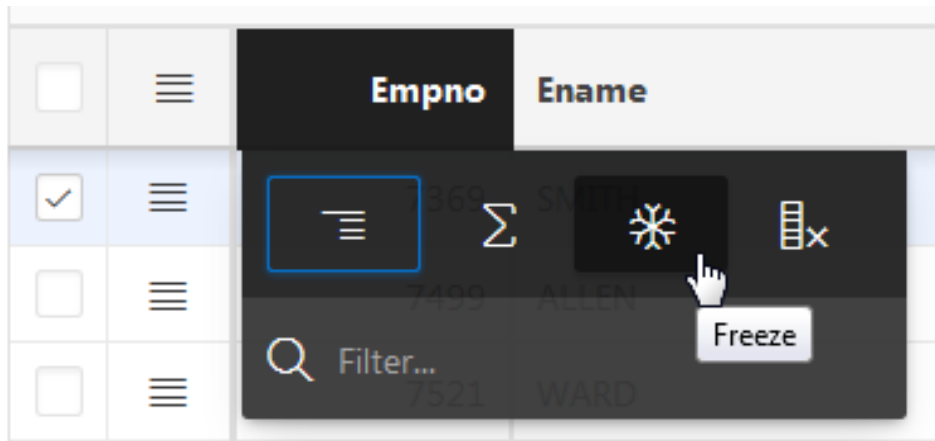 Empno Ename
7369 SMITH
7499 ALLEN
Freeze
Filter...
7521 WARD